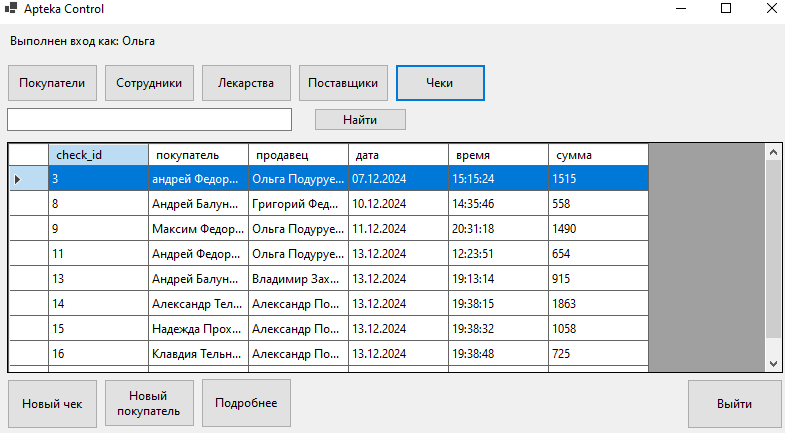 Apteka Control
Выполнен вход как: Ольга
Покупатели Сотрудники Лекарства Поставщики Чеки
Найти
check_id покупатель продавец дата время сумма
3 андрей Федор... Ольга Подуруе... 07.12.2024 15:15:24 1515
8 Андрей Балун... Григорий Фед... 10.12.2024 14:35:46 558
9 Максим Федор... Ольга Подуруе... 11.12.2024 20:31:18 1490
11 Андрей Федор... Ольга Подуруе... 13.12.2024 12:23:51 654
13 Андрей Балун... Владимир Зах... 13.12.2024 19:13:14 915
14 Александр Тел... Александр По... 13.12.2024 19:38:15 1863
15 Надежда Прох... Александр По... 13.12.2024 19:38:32 1058
16 Клавдия Тельн... Александр По... 13.12.2024 19:38:48 725
Новый чек Новый покупатель Подробнее Выйти